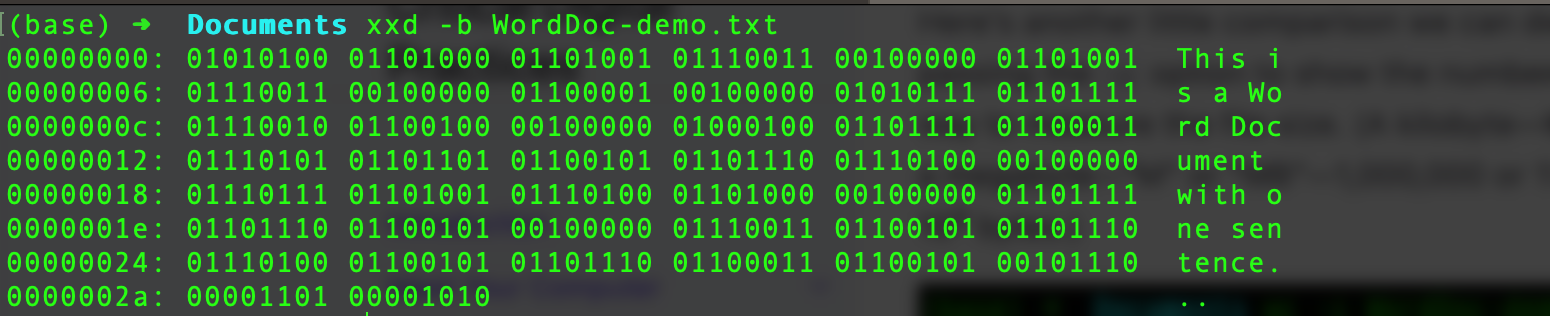 (base) ➜ Documents xxd -b WordDoc-demo.txt
00000000: 01010100 01101000 01101001 01110011 00100000 01101001 This i
00000006: 01110011 00100000 01100001 00100000 01010111 01101111 s a Wo
0000000c: 01110010 01100100 00100000 01000100 01101111 01100011 rd Doc
00000012: 01110101 01101101 01100101 01101110 01110100 00100000 ument
00000018: 01110111 01101001 01110100 01101000 00100000 01101111 with o
0000001e: 01101110 01100101 00100000 01110011 01100101 01101110 ne sen
00000024: 01110100 01100101 01101110 01100011 01100101 00101110 tence.
0000002a: 00001101 00001010 ..